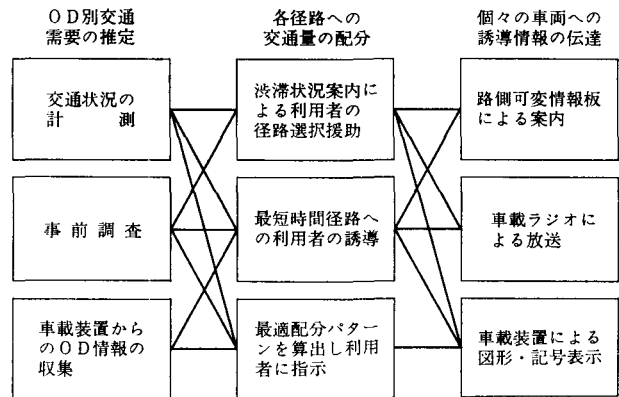 OD別交通
需要の推定
各径路への
交通量の配分
個々の車両への
誘導情報の伝達
交通状況の
計 測
渋滞状況案内に
よる利用者の
径路選択援助
路側可変情報板
による案内
事前調査
最短時間径路へ
の利用者の誘導
車載ラジオに
よる放送
車載装置から
のOD情報の
収集
最適配分パター
ンを算出し利用
者に指示
車載装置による
図形・記号表示